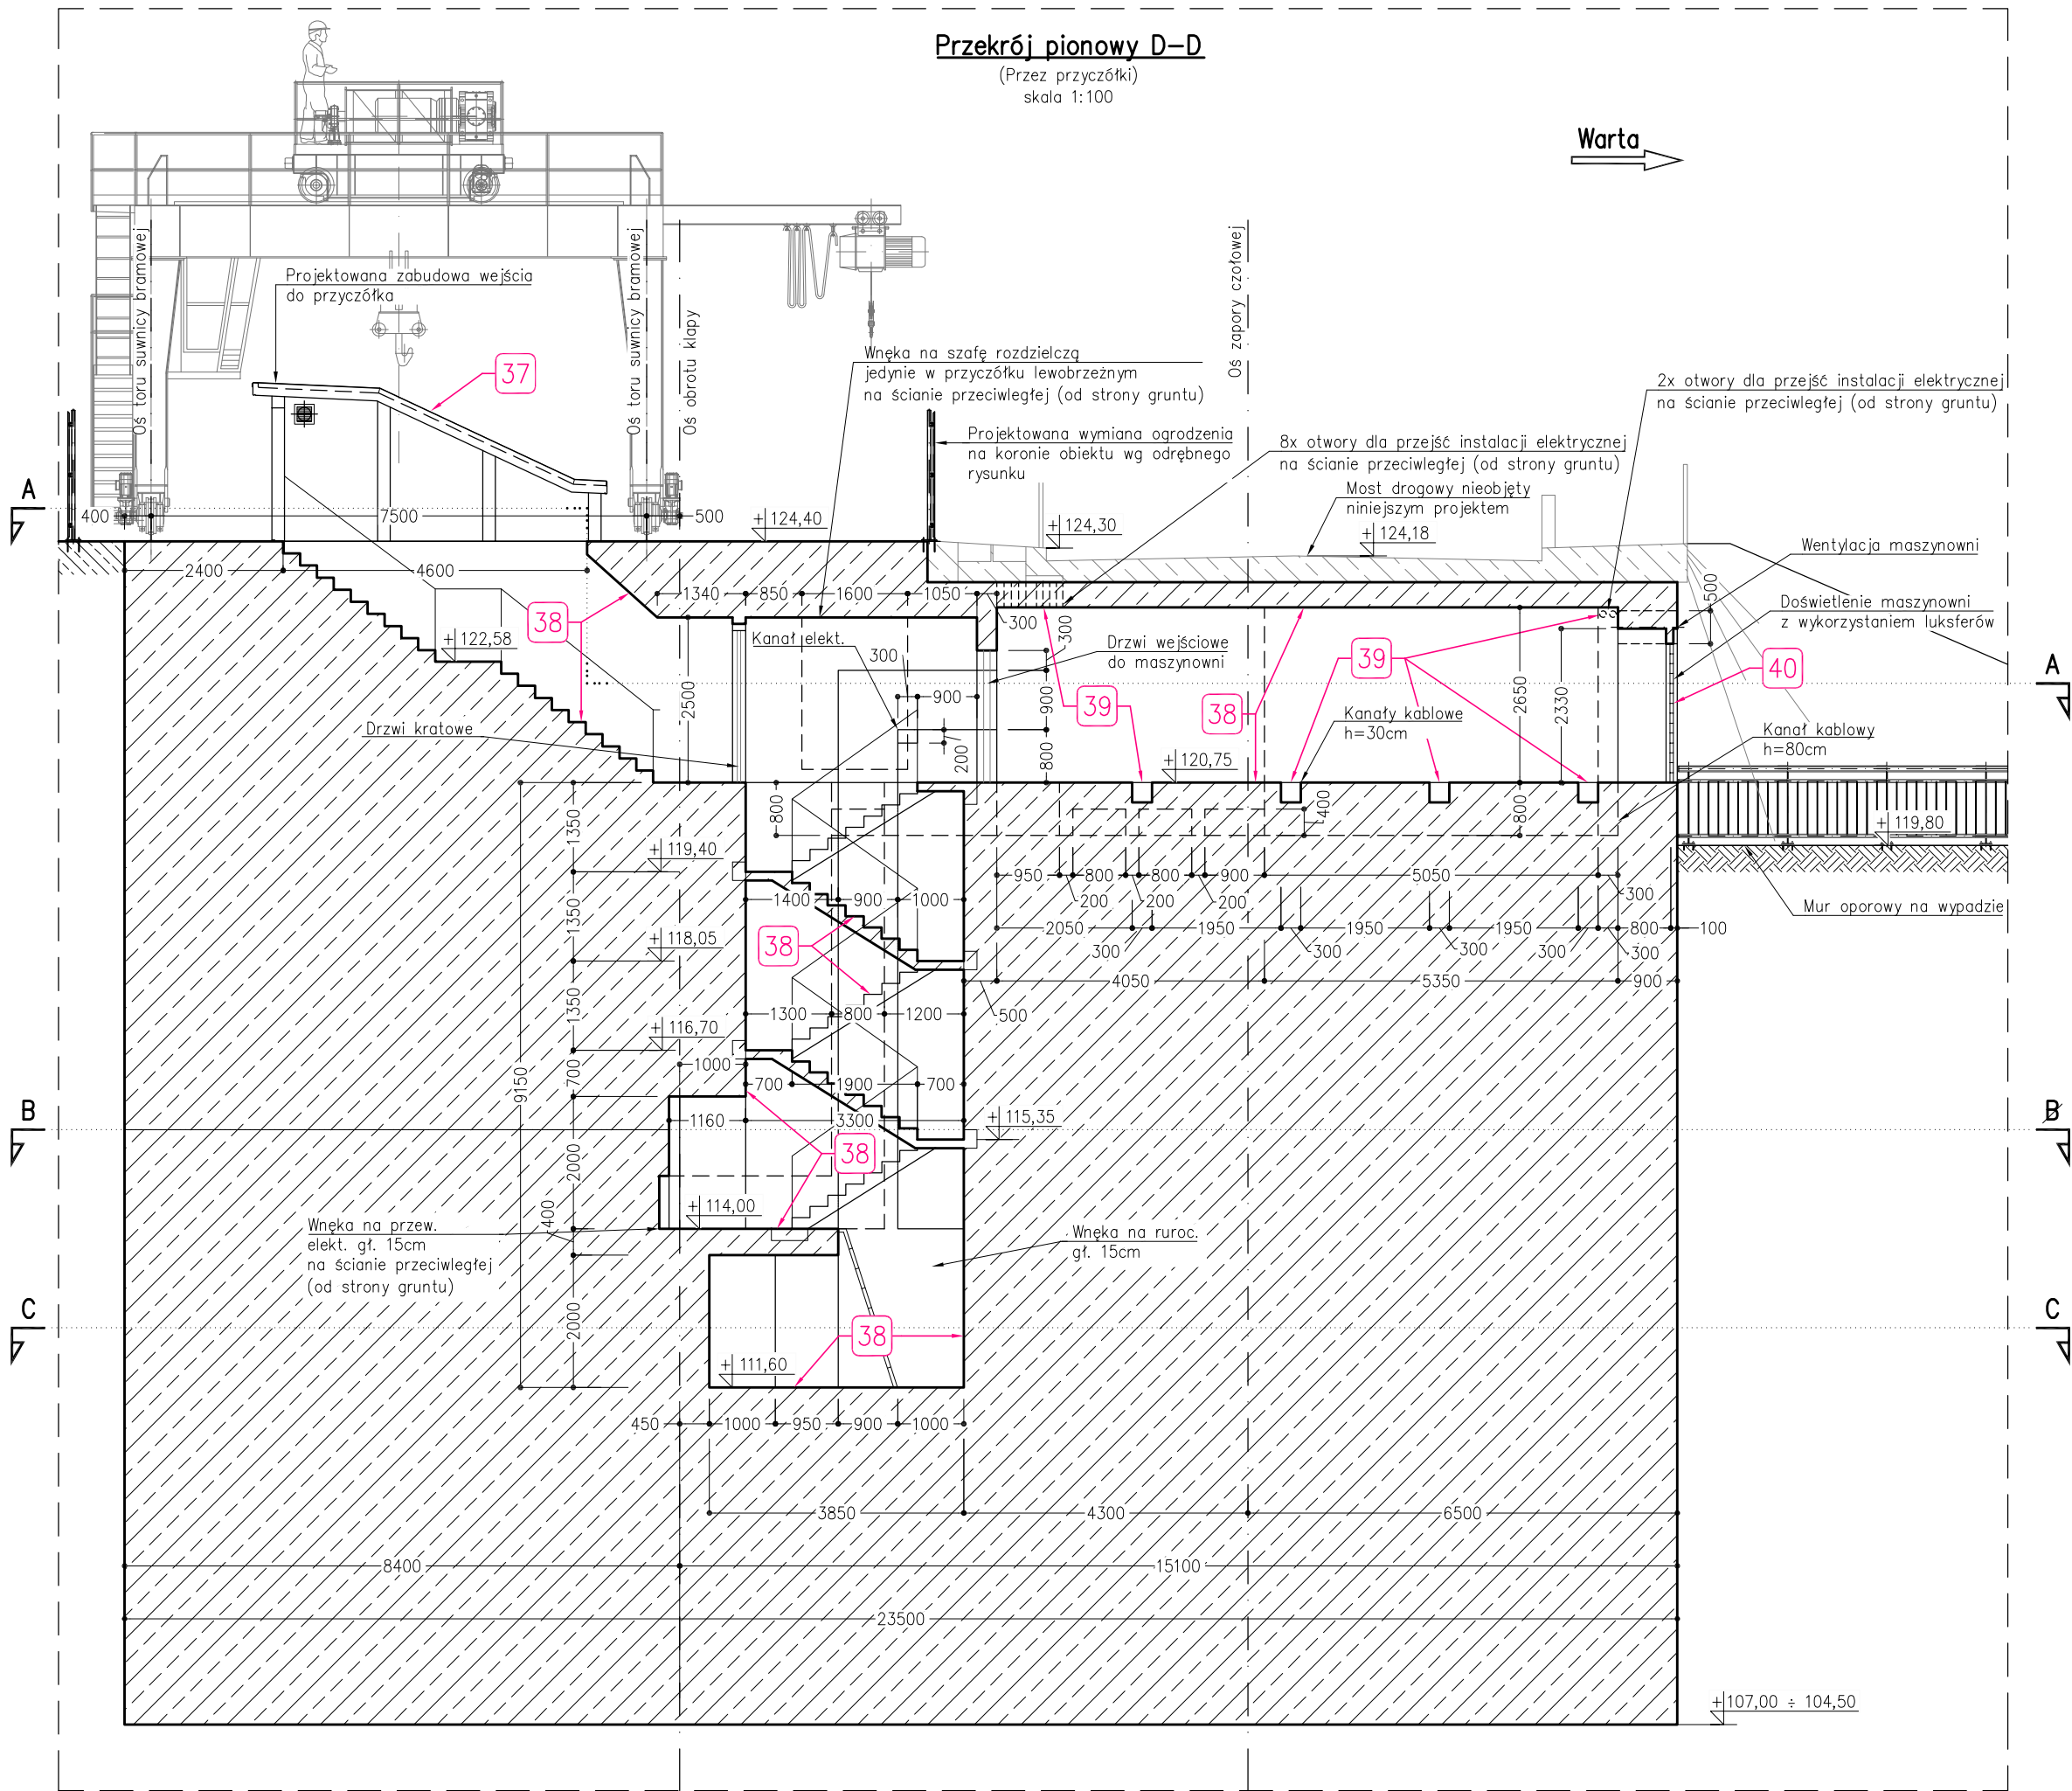 Przekrój pionowy D–D
(Przez przyczółki)
skala 1:100
Warta
Oś toru suwnicy bramowej
Oś toru suwnicy bramowej
Oś obrotu klapy
Oś zapory czołowej
Projektowana zabudowa wejścia
do przyczółka
37
Wnęka na szafę rozdzielczą
jedynie w przyczółku lewobrzeżnym
na ścianie przeciwległej (od strony gruntu)
2x otwory dla przejść instalacji elektrycznej
na ścianie przeciwległej (od strony gruntu)
Projektowana wymiana ogrodzenia
na koronie obiektu wg odrębnego
rysunku
8x otwory dla przejść instalacji elektrycznej
na ścianie przeciwległej (od strony gruntu)
Most drogowy nieobjęty
niniejszym projektem
A
400
7500
500
+124,40
+124,30
+124,18
Wentylacja maszynowni
2400
4600
1340
850
1600
1050
300
300
500
Doświetlenie maszynowni
z wykorzystaniem luksferów
38
+122,58
Kanał elekt.
300
Drzwi wejściowe
do maszynowni
39
40
A
900
900
2500
39
38
2650
2330
Kanały kablowe
h=30cm
Drzwi kratowe
200
800
+120,75
Kanał kablowy
h=80cm
1350
800
400
800
+119,80
+119,40
950
800
800
900
5050
300
1400
900
1000
200
200
200
Mur oporowy na wypadzie
1350
+118,05
38
2050
1950
1950
1950
800
100
300
300
300
300
300
4050
5350
900
1350
1300
800
1200
500
+116,70
1000
9150
700
700
1900
700
B
1160
3300
+115,35
B
2000
38
400
+114,00
Wnęka na przew.
elekt. gł. 15cm
na ścianie przeciwległej
(od strony gruntu)
Wnęka na ruroc.
gł. 15cm
C
2000
38
C
+111,60
450
1000
950
900
1000
3850
4300
6500
8400
15100
23500
+107,00 ÷ 104,50